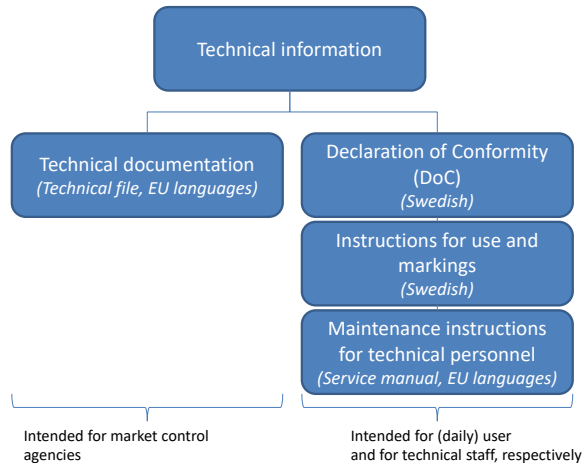 Technical information
Technical documentation
(Technical file, EU languages)
Declaration of Conformity
(DoC)
(Swedish)
Instructions for use and
markings
(Swedish)
Maintenance instructions
for technical personnel
(Service manual, EU languages)
Intended for market control
agencies
Intended for (daily) user
and for technical staff, respectively